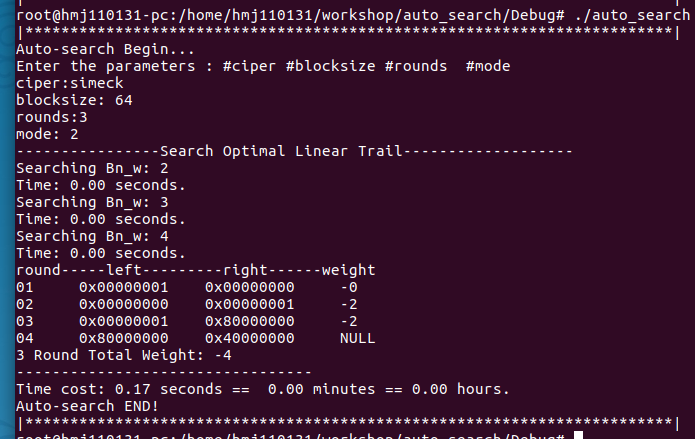 root@hmj110131-pc:/home/hmj110131/workshop/auto_search/Debug# ./auto_search
|************************************************************************|
Auto-search Begin...
Enter the parameters : #ciper #blocksize #rounds  #mode
ciper:simeck
blocksize: 64
rounds:3
mode: 2
----------------Search Optimal Linear Trail-------------------
Searching Bn_w: 2
Time: 0.00 seconds.
Searching Bn_w: 3
Time: 0.00 seconds.
Searching Bn_w: 4
Time: 0.00 seconds.
round-----left---------right------weight
01     0x00000001    0x00000000     -0
02     0x00000000    0x00000001     -2
03     0x00000001    0x80000000     -2
04     0x80000000    0x40000000     NULL
3 Round Total Weight: -4
---------------------------------
Time cost: 0.17 seconds ==  0.00 minutes == 0.00 hours.
Auto-search END!
|************************************************************************|
root@hmj110131-pc:/home/hmj110131/workshop/auto_search/Debug#